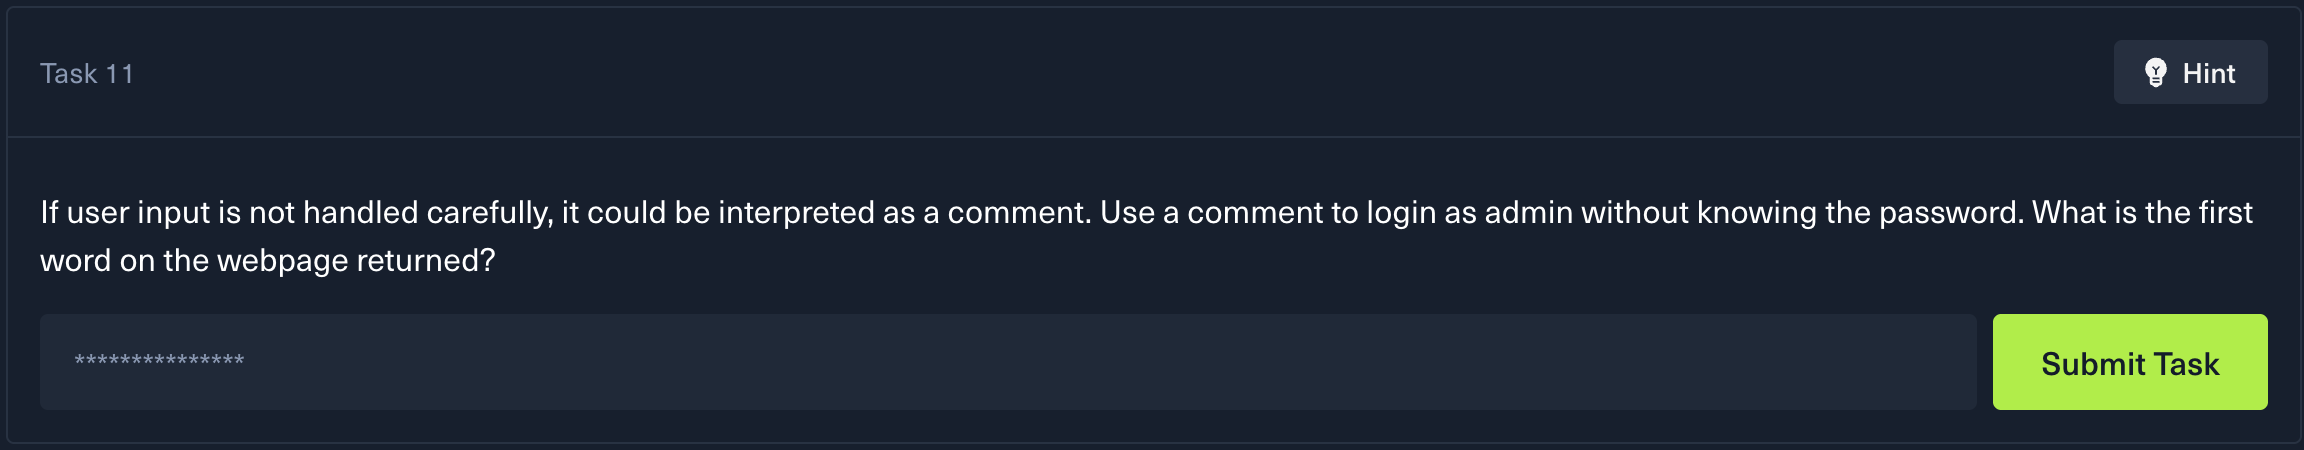 Task 11
Hint
If user input is not handled carefully, it could be interpreted as a comment. Use a comment to login as admin without knowing the password. What is the first
word on the webpage returned?
***************
Submit Task